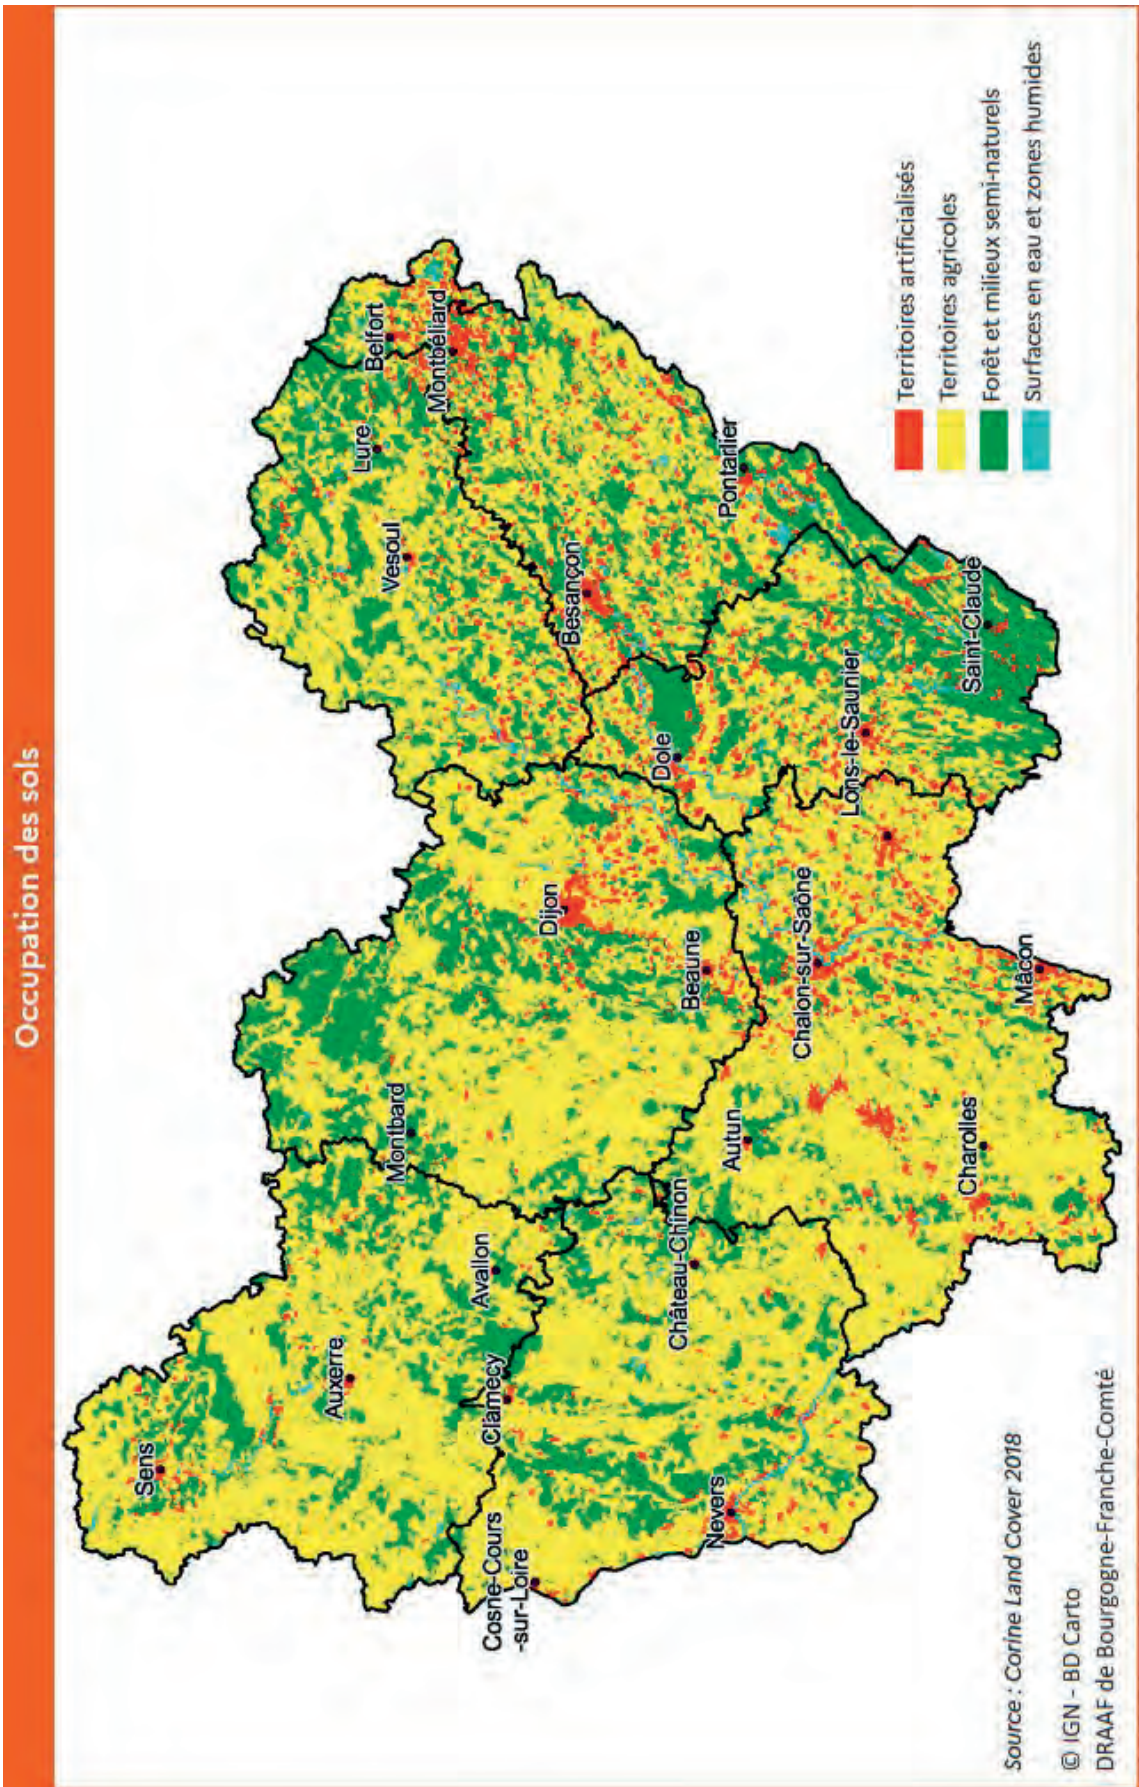 Occupation des sols
Sens
Auxerre
Montbard
Avallon
Clamecy
Cosne-Cours
-sur-Loire
Nevers
Château-Chinon
Autun
Charolles
Mâcon
Chalon-sur-Saône
Beaune
Dijon
Dole
Lons-le-Saunier
Saint-Claude
Pontarlier
Besançon
Vesoul
Lure
Belfort
Montbéliard
Territoires artificialisés
Territoires agricoles
Forêt et milieux semi-naturels
Surfaces en eau et zones humides
Source : Corine Land Cover 2018
© IGN - BD Carto
DRAAF de Bourgogne-Franche-Comté